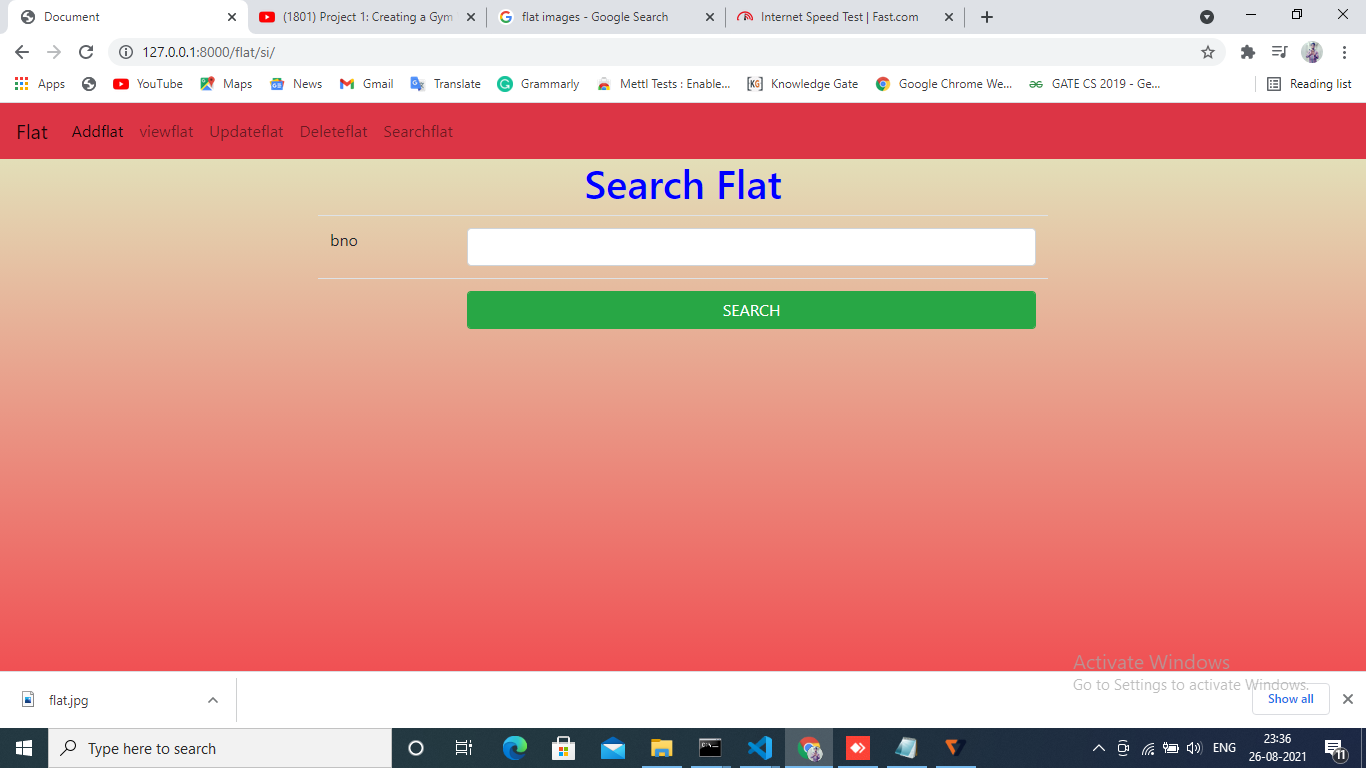 Document
(1801) Project 1: Creating a Gym
flat images - Google Search
Internet Speed Test | Fast.com
127.0.0.1:8000/flat/si/
Apps
YouTube
Maps
News
Gmail
Translate
Grammarly
Mettl Tests : Enable...
KG Knowledge Gate
Google Chrome We...
GATE CS 2019 - Ge...
Reading list
Flat Addflat viewflat Updateflat Deleteflat Searchflat
Search Flat
bno
SEARCH
Activate Windows
Go to Settings to activate Windows.
flat.jpg
Show all
Type here to search
ENG
23:36
26-08-2021
11